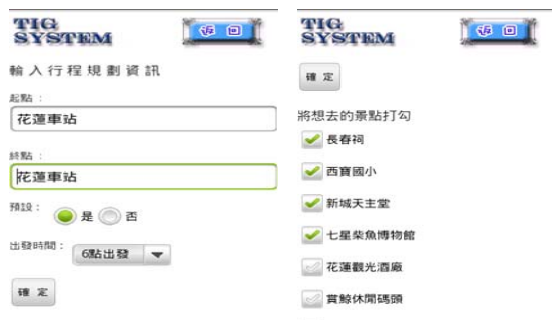 TIG
SYSTEM
返回
輸入行程規劃資訊
起點：
花蓮車站
終點：
花蓮車站
預設：
是
否
出發時間：
6點出發
確定
TIG
SYSTEM
返回
確定
將想去的景點打勾
長春祠
西寶國小
新城天主堂
七星柴魚博物館
花蓮觀光酒廠
賞鯨休閒碼頭